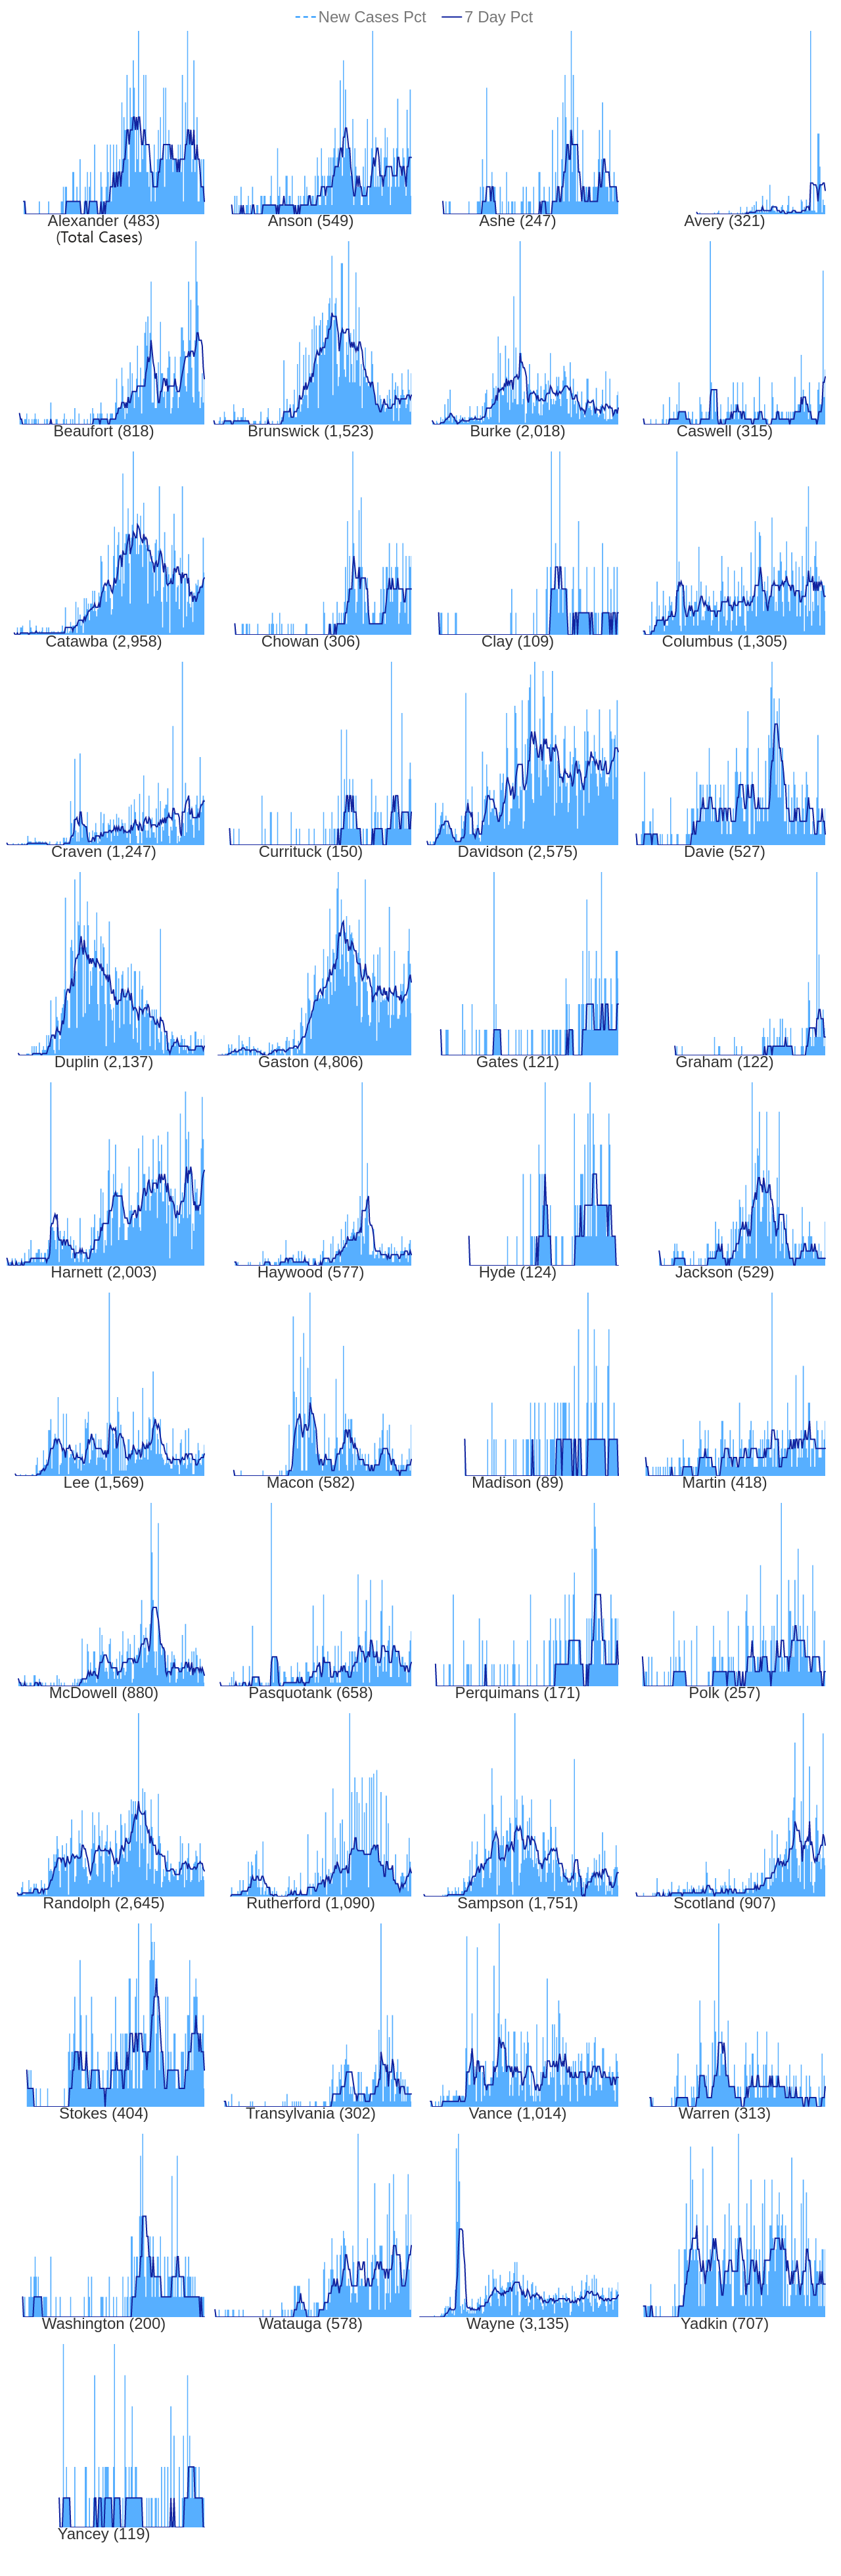 New Cases Pct 7 Day Pct
Alexander (483) Anson (549) Ashe (247) Avery (321)
(Total Cases)
Beaufort (818) Brunswick (1,523) Burke (2,018) Caswell (315)
Catawba (2,958) Chowan (306) Clay (109) Columbus (1,305)
Craven (1,247) Currituck (150) Davidson (2,575) Davie (527)
Duplin (2,137) Gaston (4,806) Gates (121) Graham (122)
Harnett (2,003) Haywood (577) Hyde (124) Jackson (529)
Lee (1,569) Macon (582) Madison (89) Martin (418)
McDowell (880) Pasquotank (658) Perquimans (171) Polk (257)
Randolph (2,645) Rutherford (1,090) Sampson (1,751) Scotland (907)
Stokes (404) Transylvania (302) Vance (1,014) Warren (313)
Washington (200) Watauga (578) Wayne (3,135) Yadkin (707)
Yancey (119)